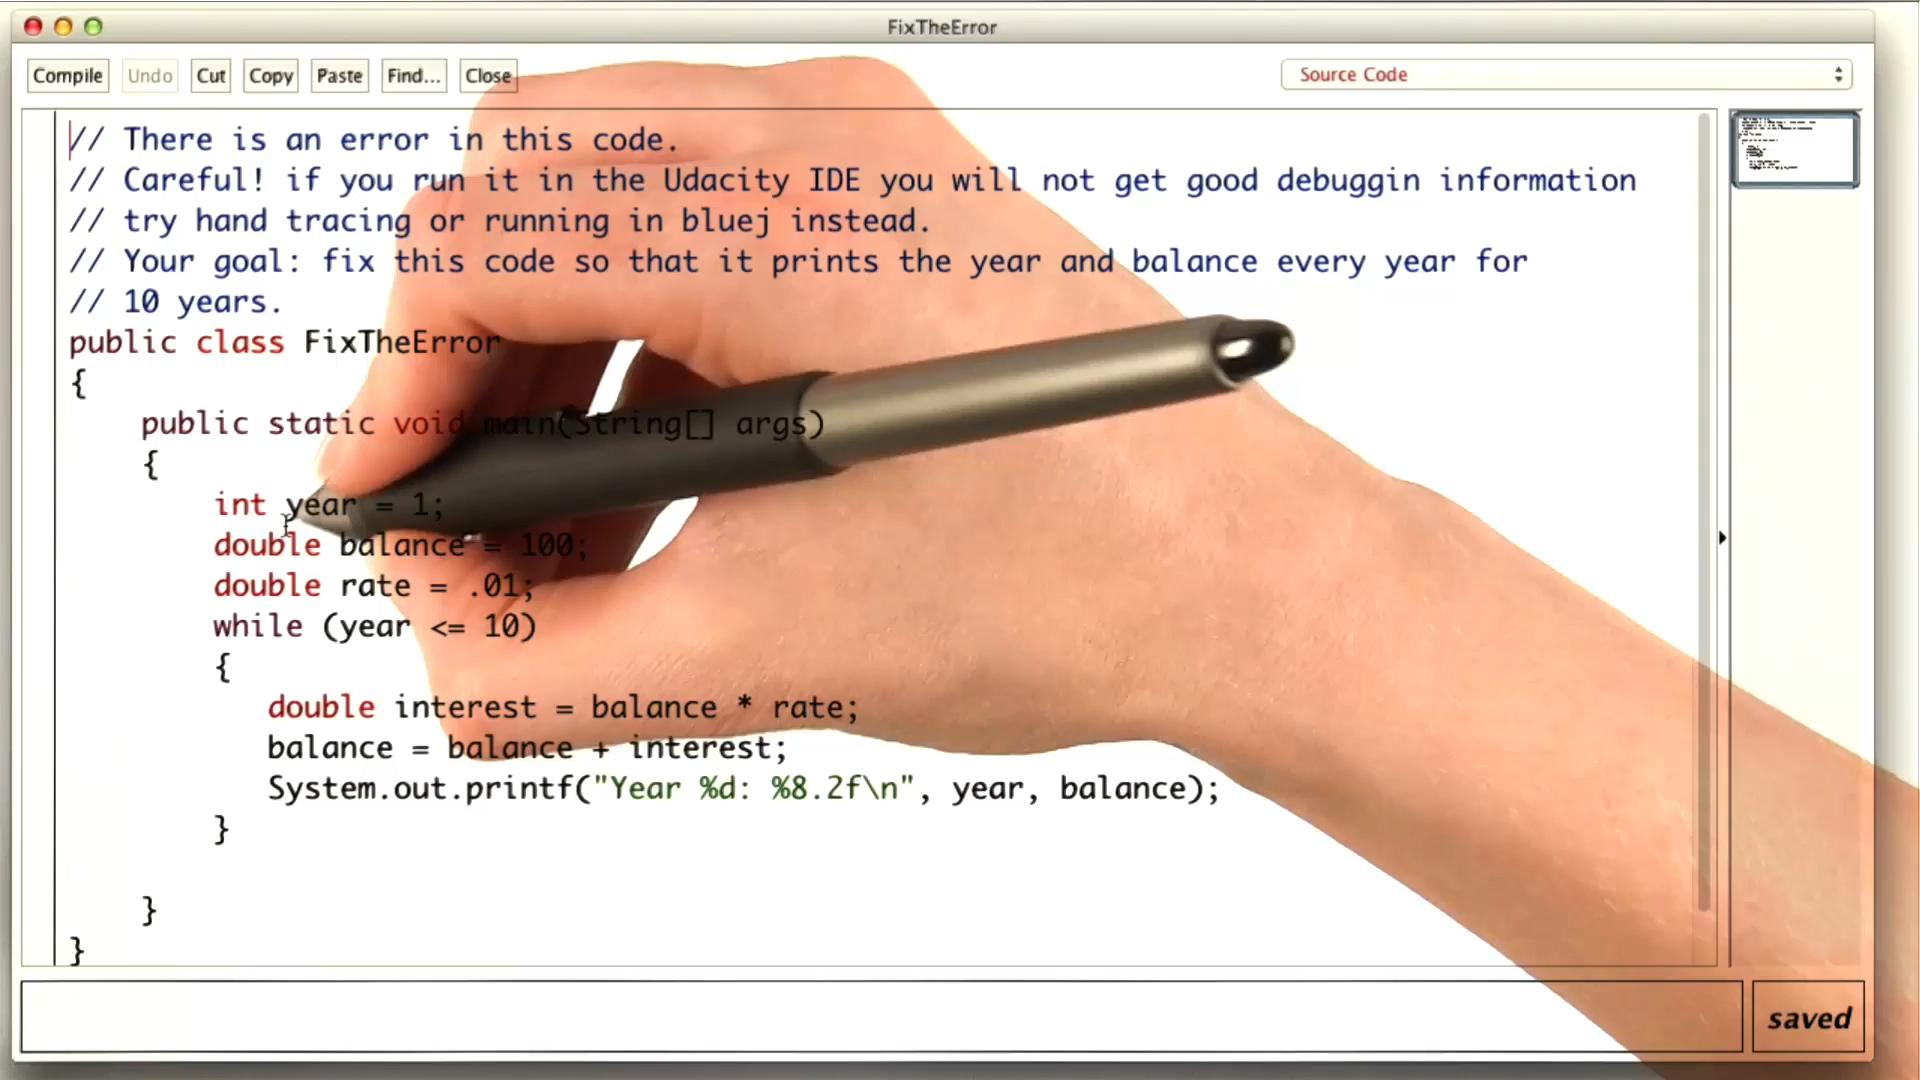 FixTheError
Compile Undo Cut Copy Paste Find... Close Source Code
// There is an error in this code.
// Careful! if you run it in the Udacity IDE you will not get good debuggin information
// try hand tracing or running in bluej instead.
// Your goal: fix this code so that it prints the year and balance every year for
// 10 years.
public class FixTheError
{
public static void main(String[] args)
{
int year = 1;
double balance = 100;
double rate = .01;
while (year <= 10)
{
double interest = balance * rate;
balance = balance + interest;
System.out.printf("Year %d: %8.2f\n", year, balance);
}
}
}
saved